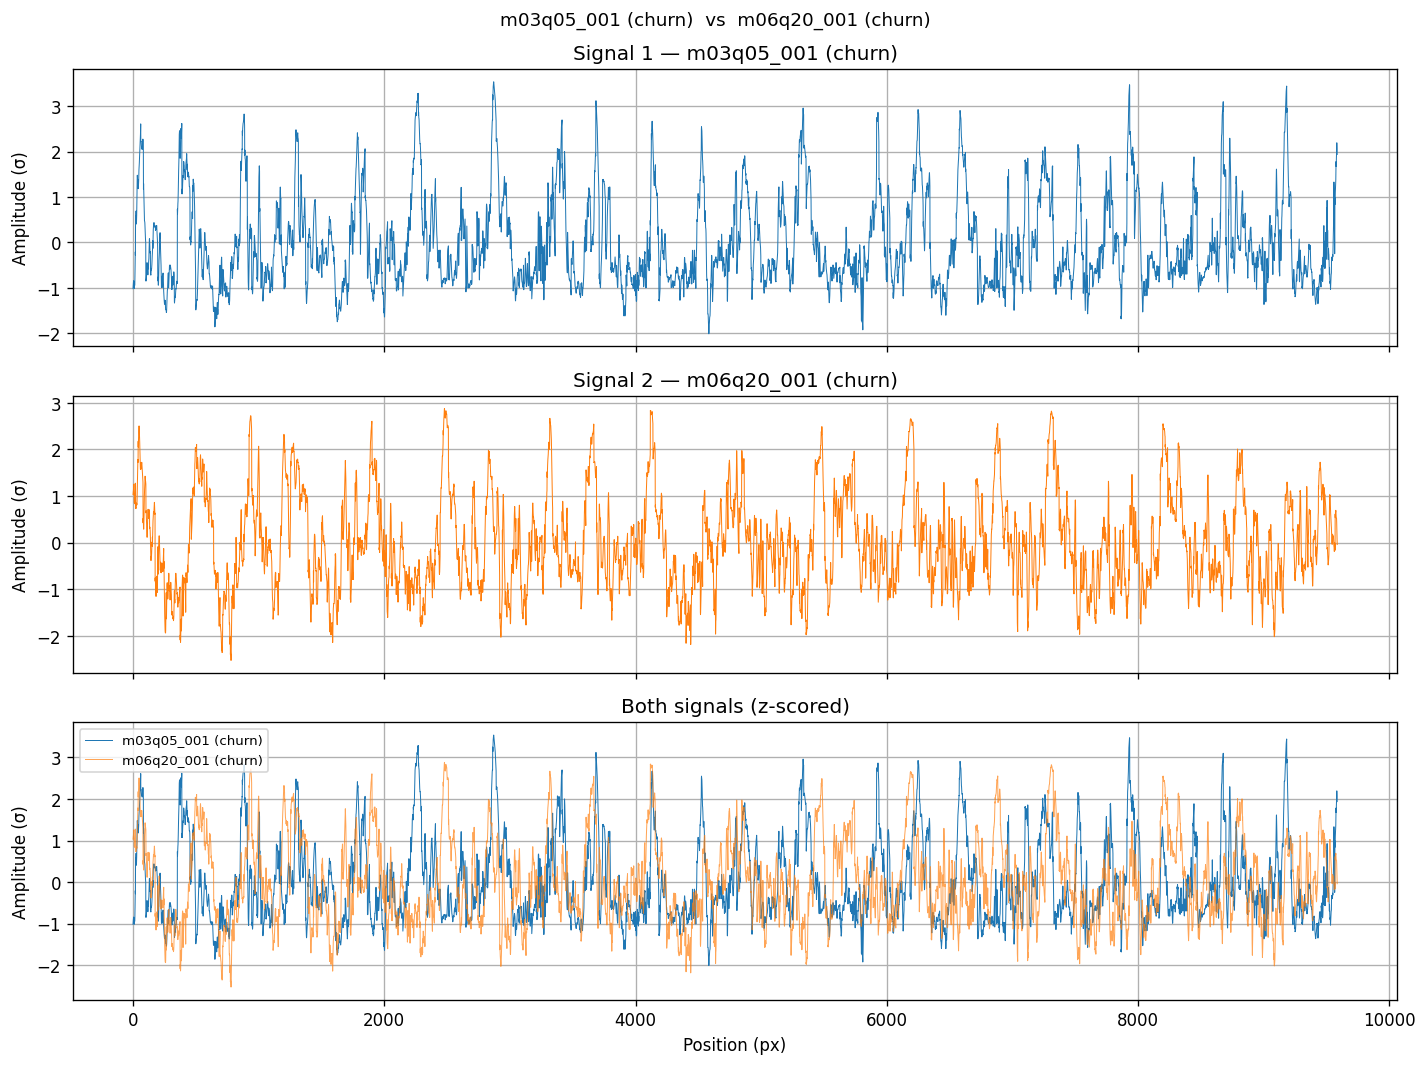 m03q05_001 (churn)  vs  m06q20_001 (churn)
Signal 1 — m03q05_001 (churn)
Amplitude (σ)
3
2
1
0
−1
−2
Signal 2 — m06q20_001 (churn)
Amplitude (σ)
3
2
1
0
−1
−2
Both signals (z-scored)
m03q05_001 (churn)
m06q20_001 (churn)
Amplitude (σ)
3
2
1
0
−1
−2
0 2000 4000 6000 8000 10000
Position (px)